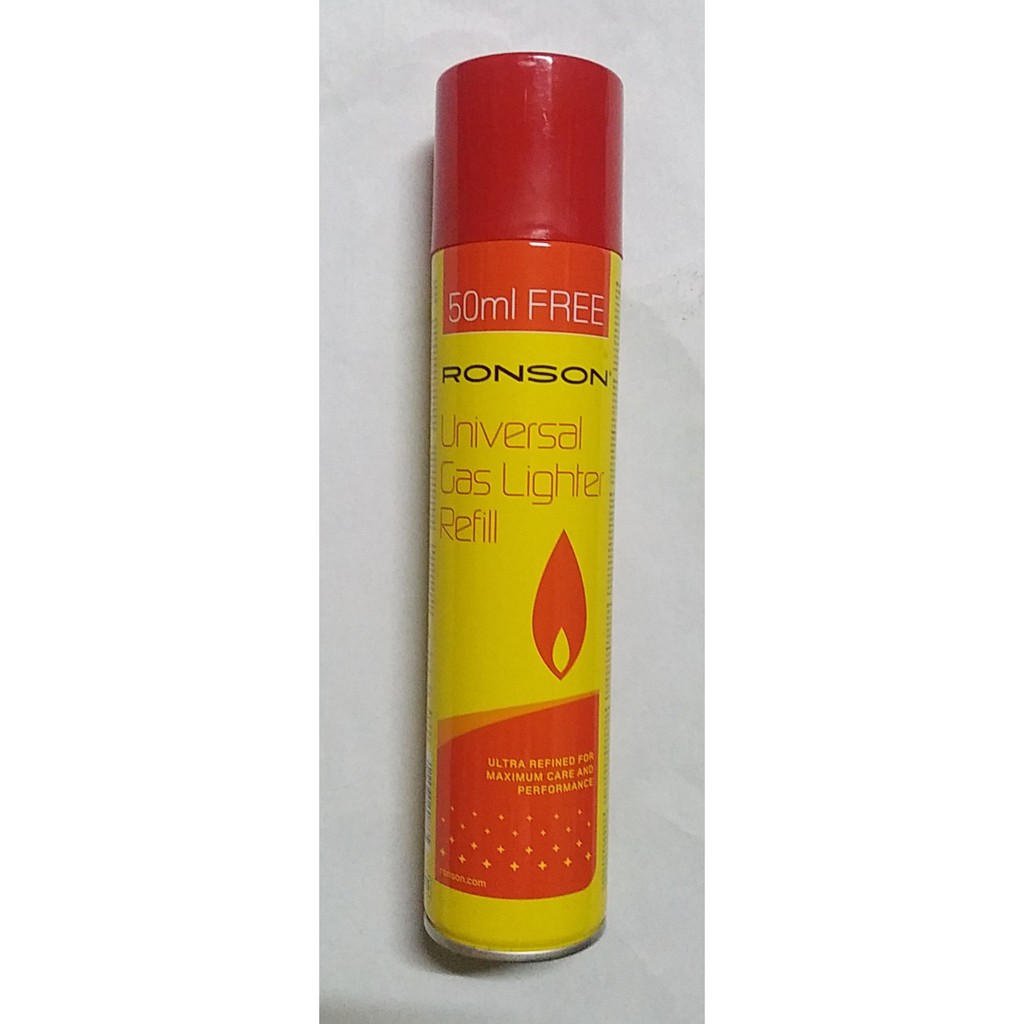 50ml FREE
RONSON
Universal
Gas Lighter
Refill
ULTRA REFINED FOR
MAXIMUM CARE AND
PERFORMANCE
ronson.com